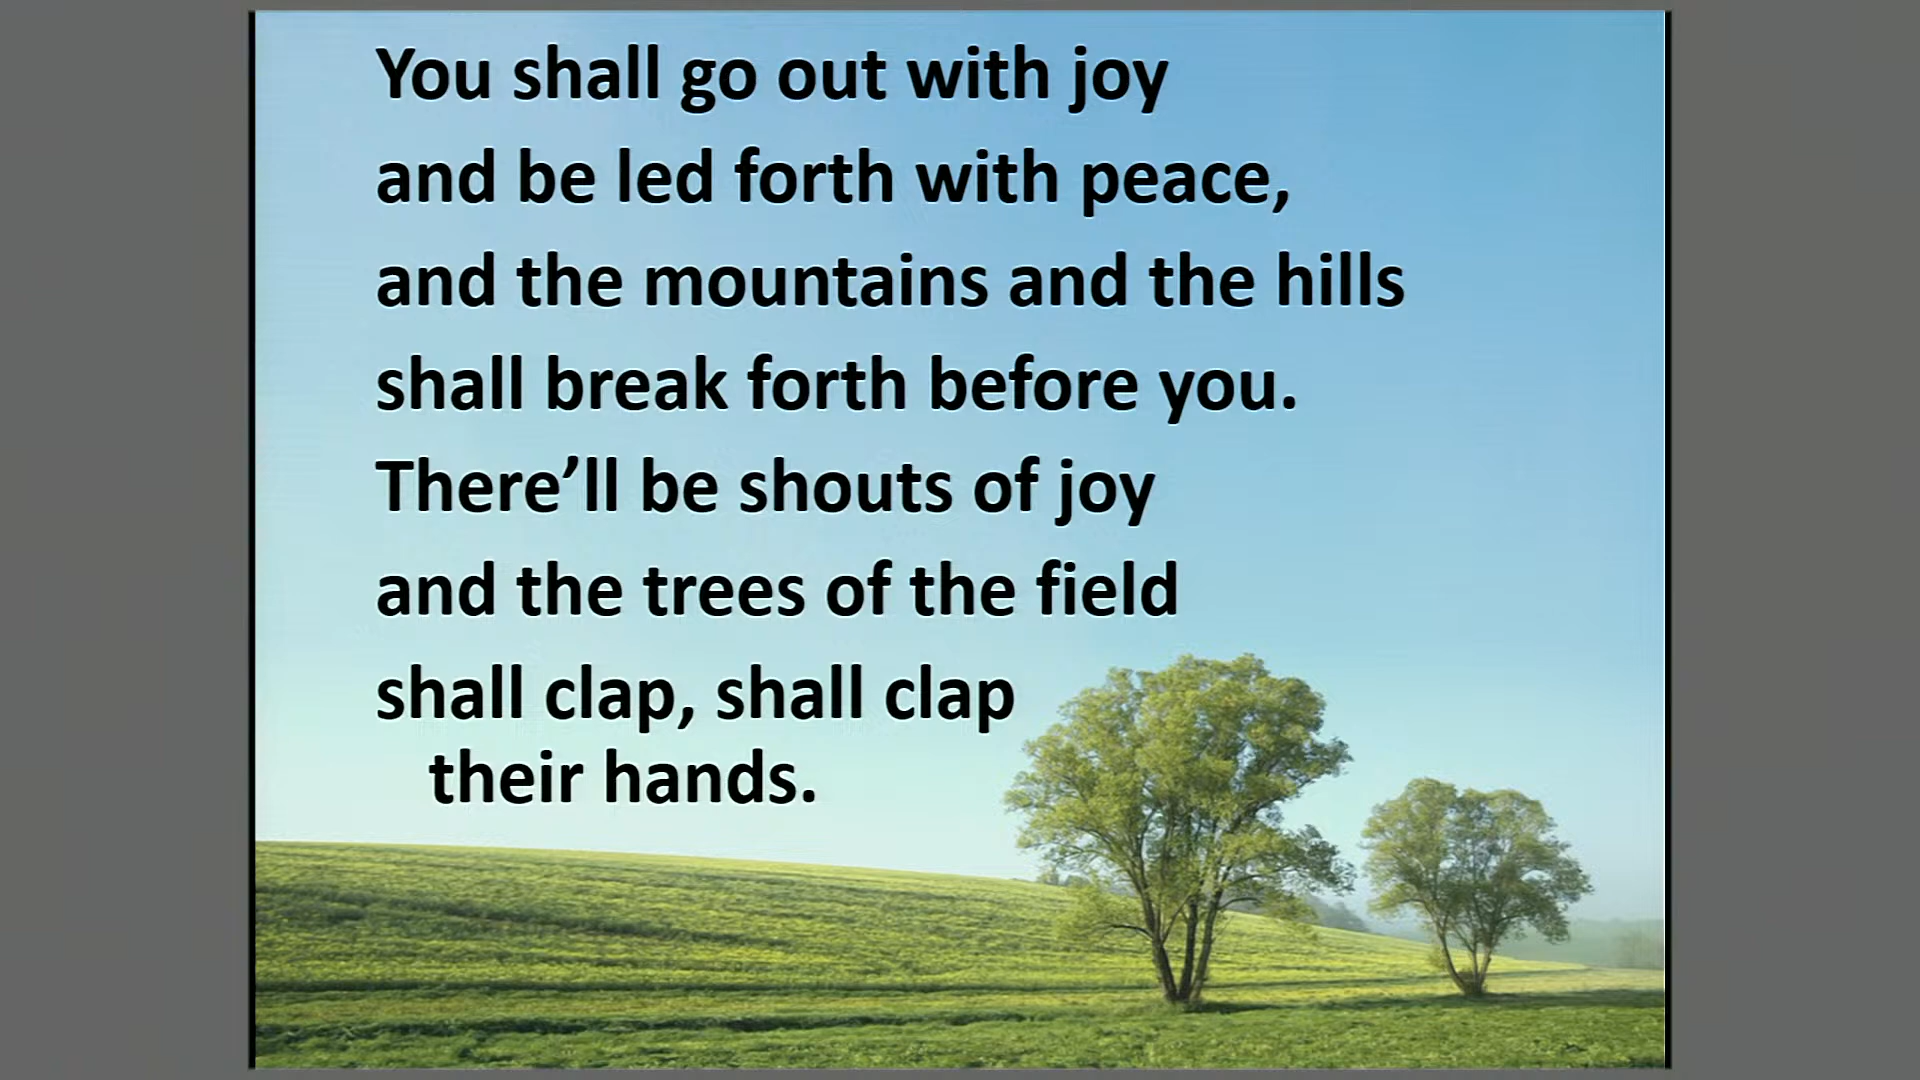 You shall go out with joy
and be led forth with peace,
and the mountains and the hills
shall break forth before you.
There’ll be shouts of joy
and the trees of the field
shall clap, shall clap
their hands.